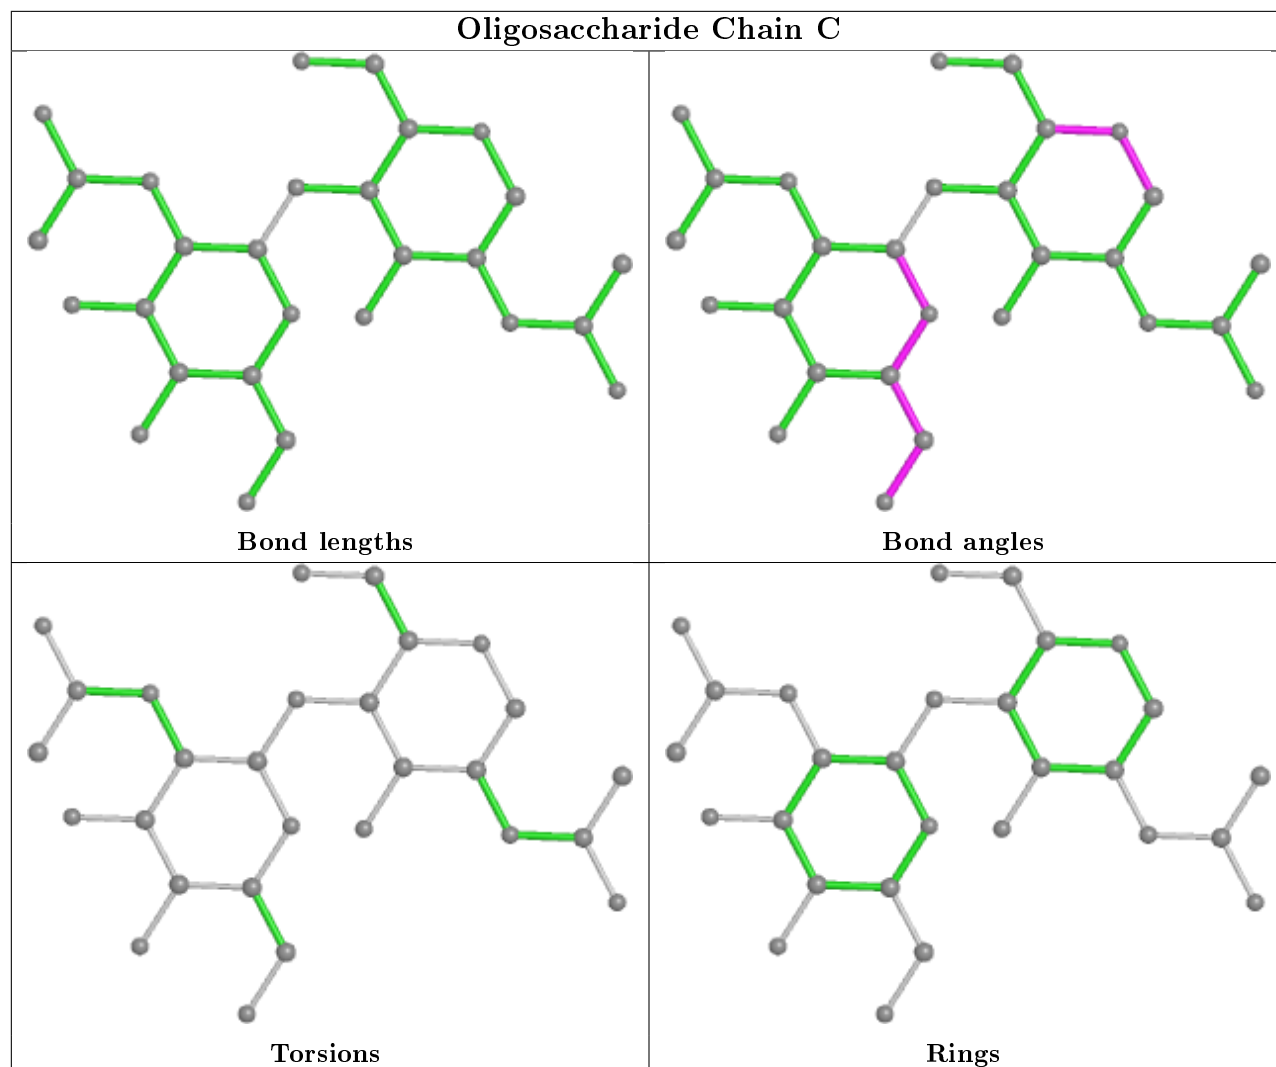 Oligosaccharide Chain C
Bond lengths
Bond angles
Torsions
Rings